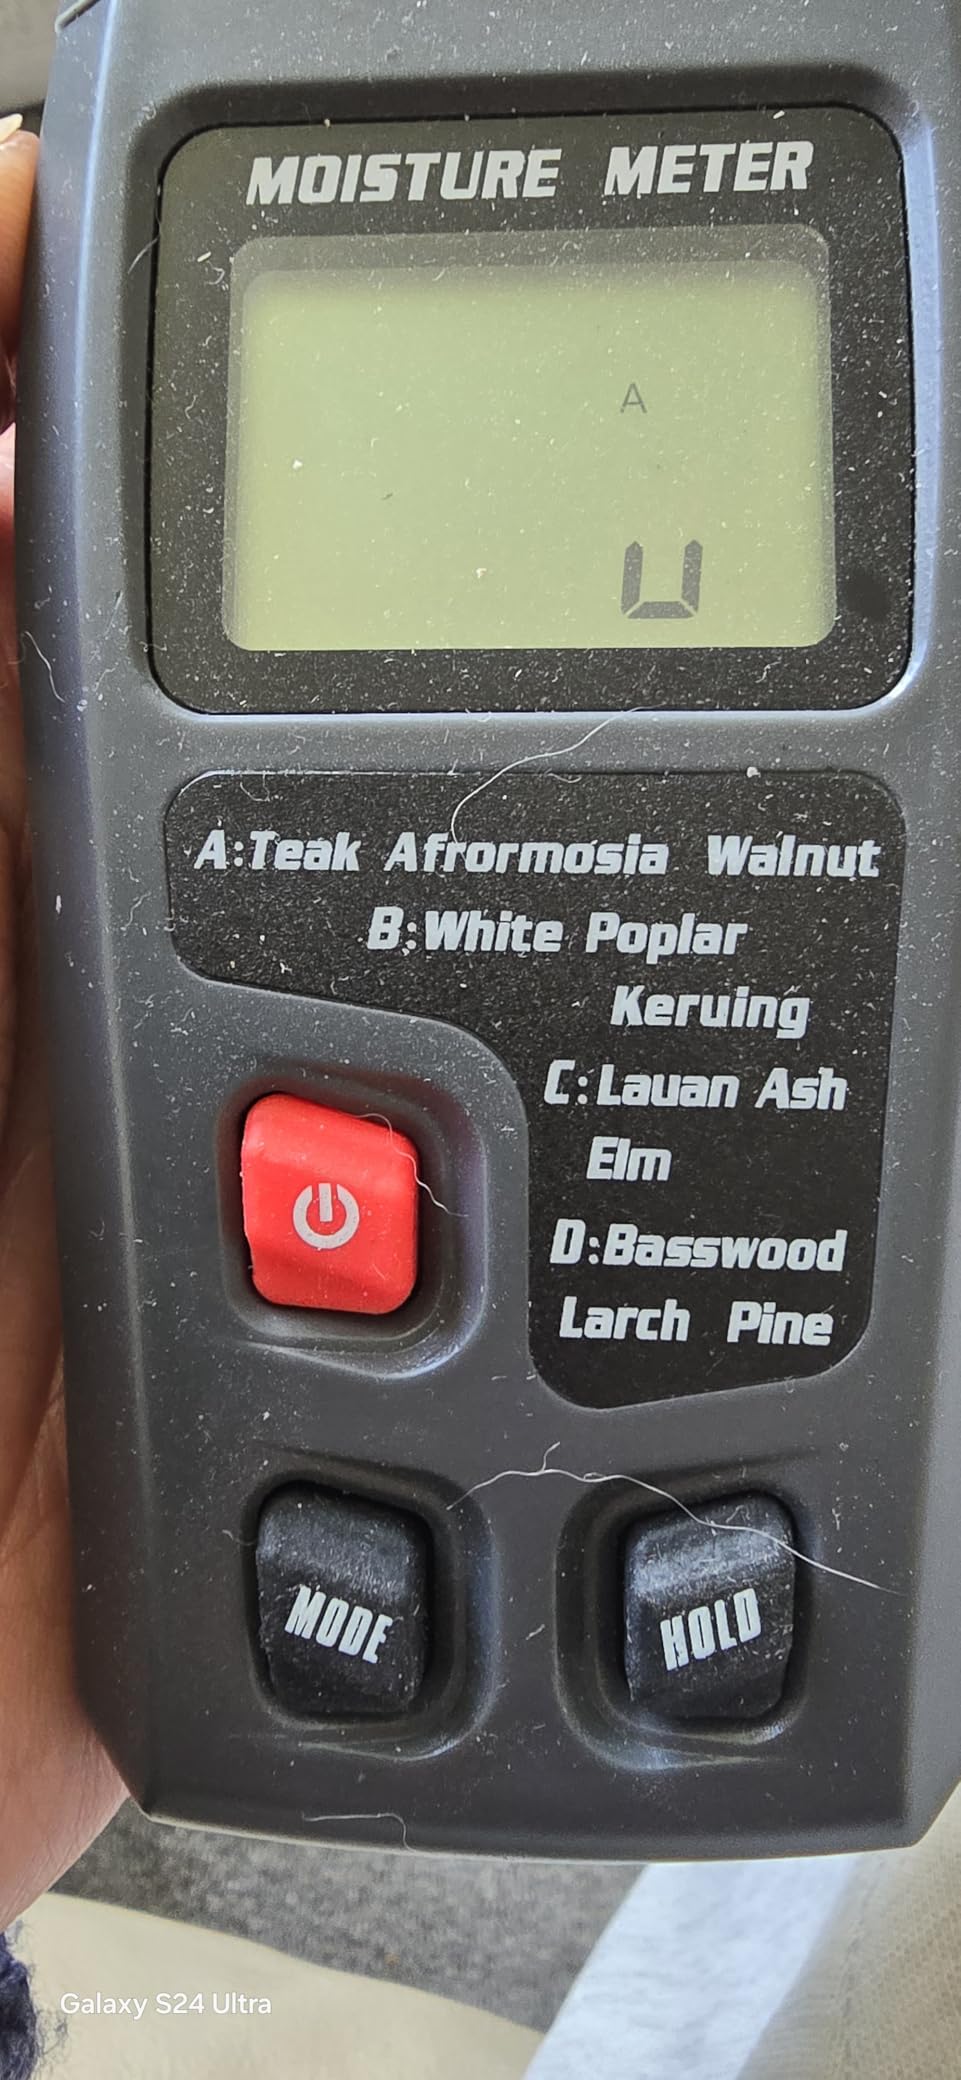 MOISTURE METER
A
U
A:Teak Afrormosia Walnut
B:White Poplar
Keruing
C:Lauan Ash
Elm
D:Basswood
Larch Pine
MODE
HOLD
Galaxy S24 Ultra